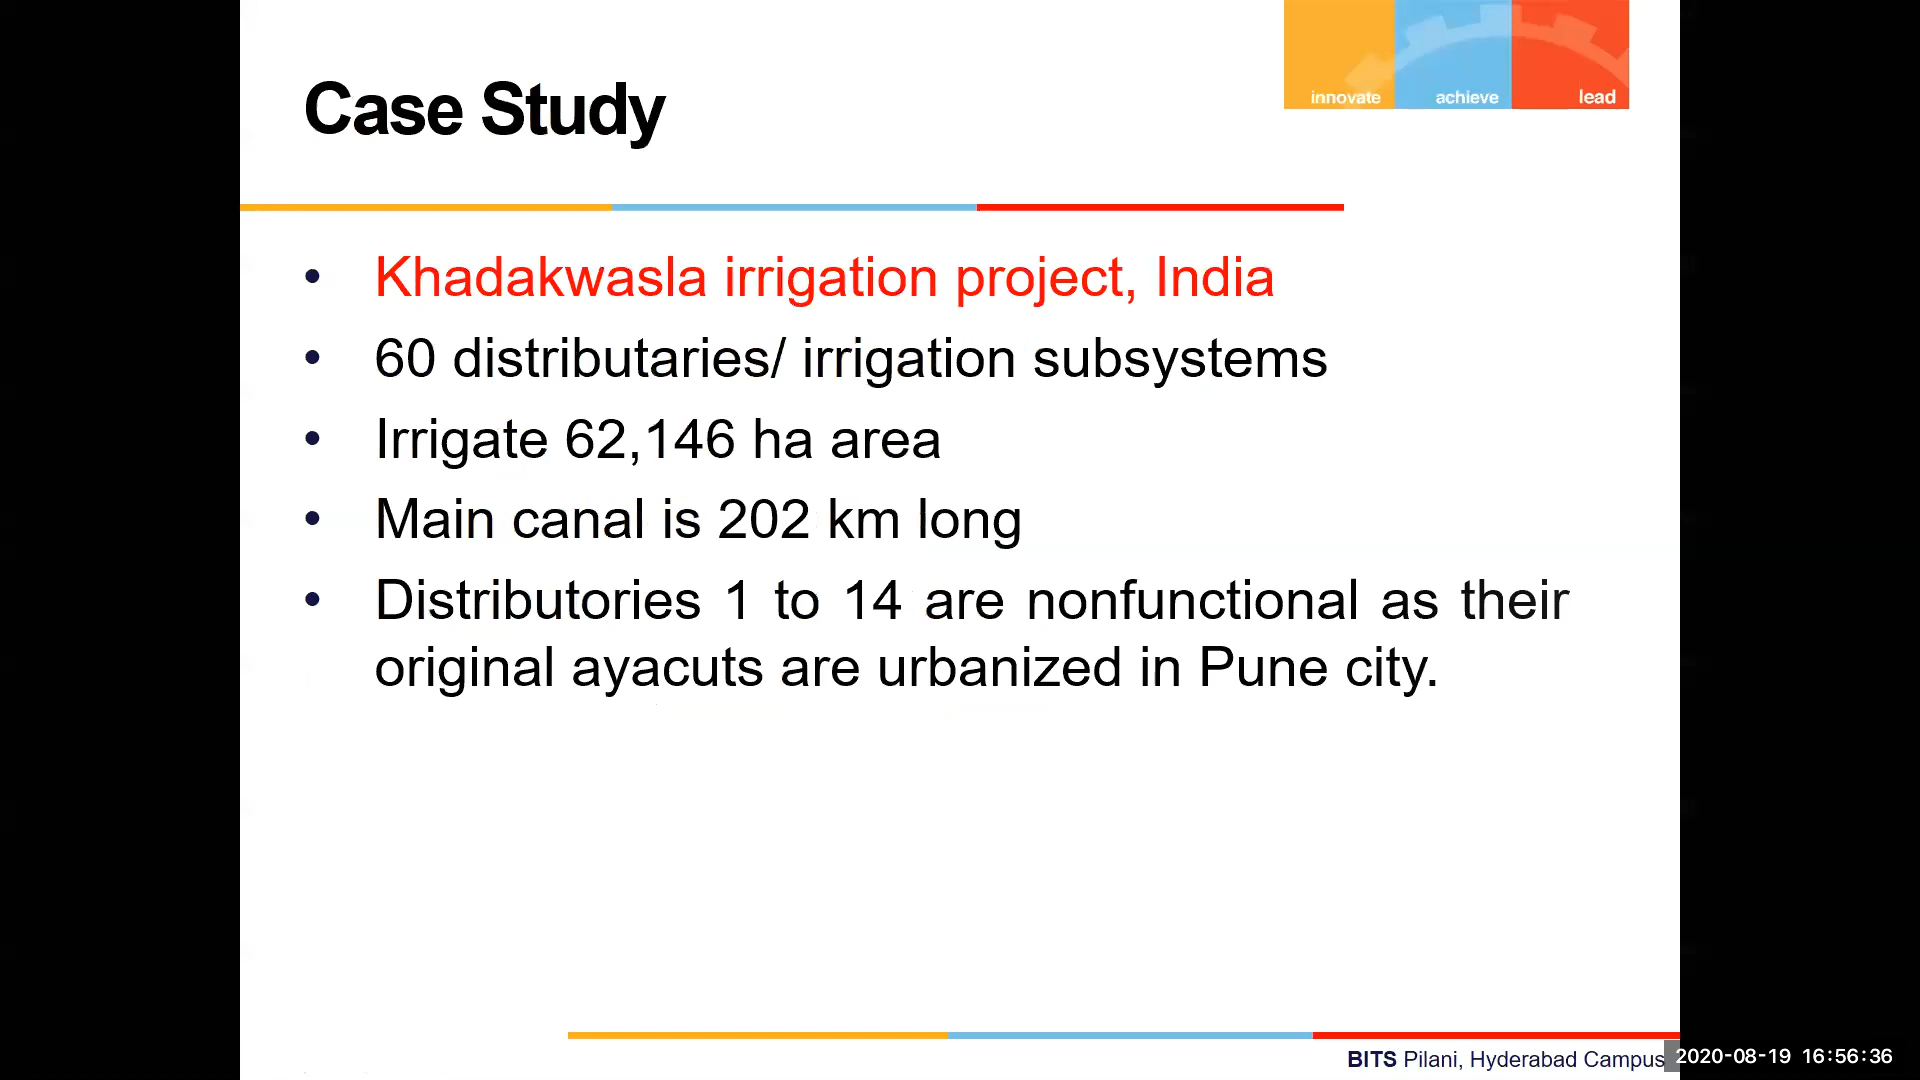 innovate achieve lead
Case Study
• Khadakwasla irrigation project, India
• 60 distributaries/ irrigation subsystems
• Irrigate 62,146 ha area
• Main canal is 202 km long
• Distributories 1 to 14 are nonfunctional as their
original ayacuts are urbanized in Pune city.
BITS Pilani, Hyderabad Campus
2020-08-19 16:56:36